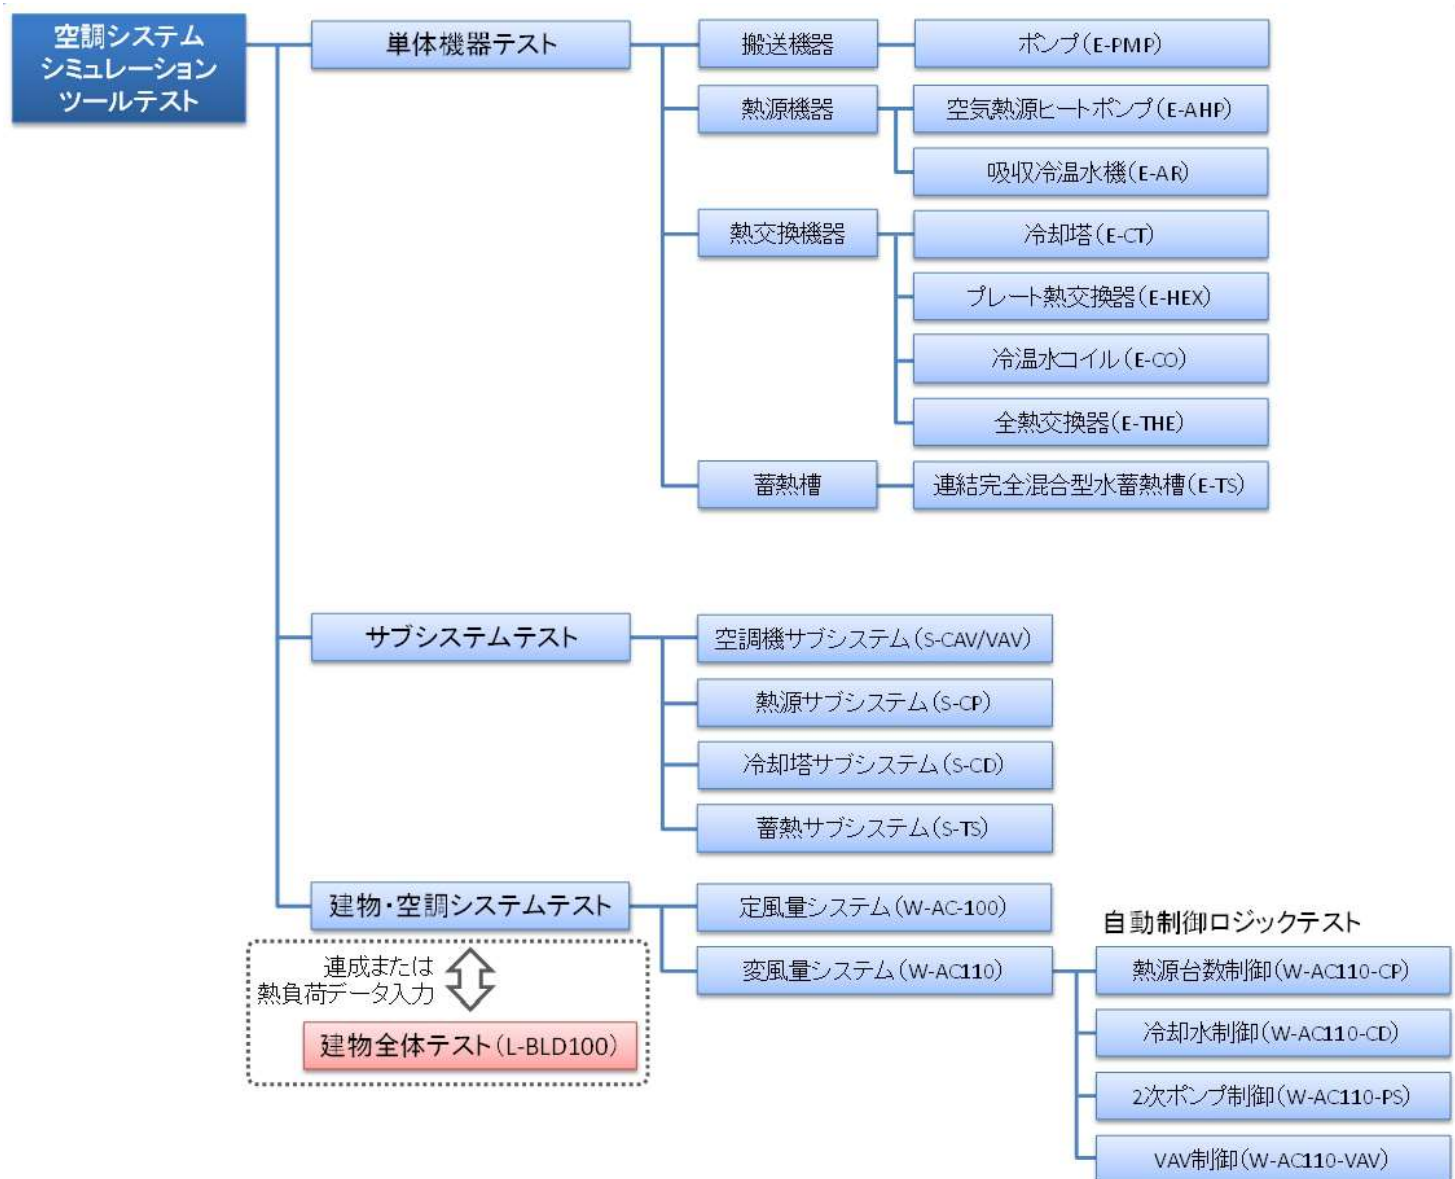 空調システム
シミュレーション
ツールテスト
単体機器テスト
搬送機器
ポンプ(E-PMP)
熱源機器
空気熱源ヒートポンプ(E-AHP)
吸収冷温水機(E-AR)
熱交換機器
冷却塔(E-CT)
プレート熱交換器(E-HEX)
冷温水コイル(E-CO)
全熱交換器(E-THE)
蓄熱槽
連結完全混合型水蓄熱槽(E-TS)
サブシステムテスト
空調機サブシステム(S-CAV/VAV)
熱源サブシステム(S-CP)
冷却塔サブシステム(S-CD)
蓄熱サブシステム(S-TS)
建物・空調システムテスト
定風量システム(W-AC-100)
変風量システム(W-AC110)
連成または
熱負荷データ入力
建物全体テスト(L-BLD100)
自動制御ロジックテスト
熱源台数制御(W-AC110-CP)
冷却水制御(W-AC110-CD)
2次ポンプ制御(W-AC110-PS)
VAV制御(W-AC110-VAV)